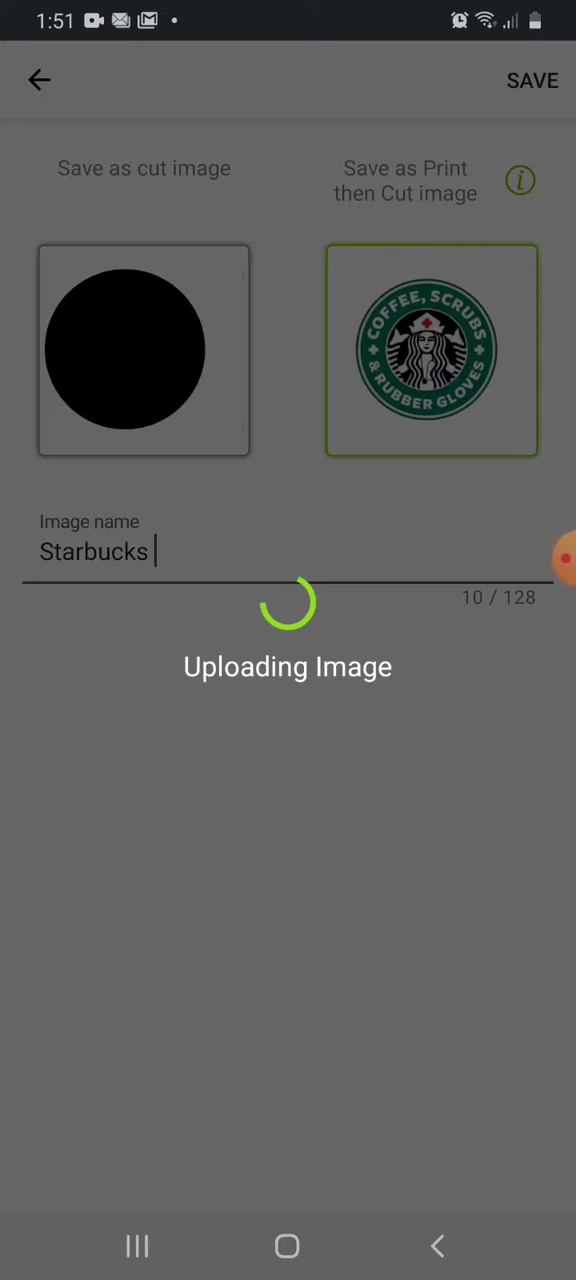 1:51
SAVE
Save as cut image
Save as Print
then Cut image
i
COFFEE, SCRUBS
& RUBBER GLOVES
Image name
Starbucks
10 / 128
Uploading Image